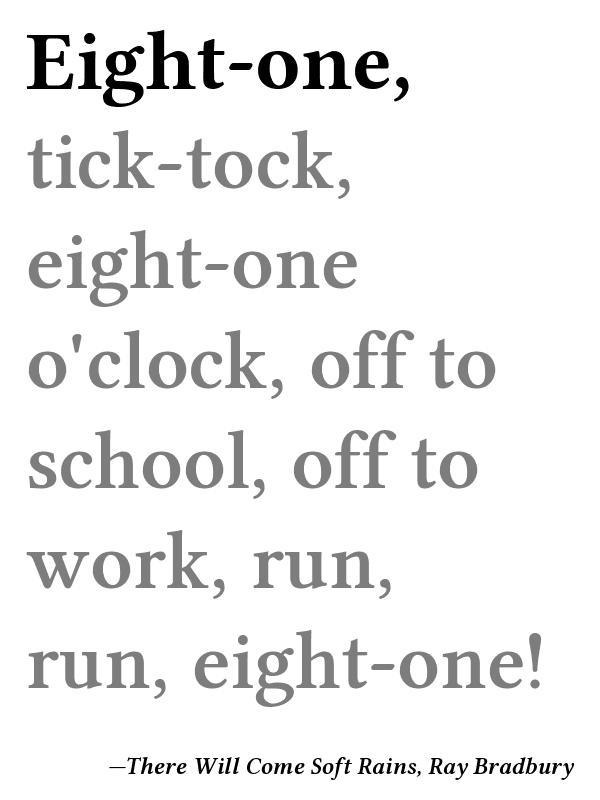 Eight-one,
tick-tock,
eight-one
o'clock, off to
school, off to
work, run,
run, eight-one!
—There Will Come Soft Rains, Ray Bradbury